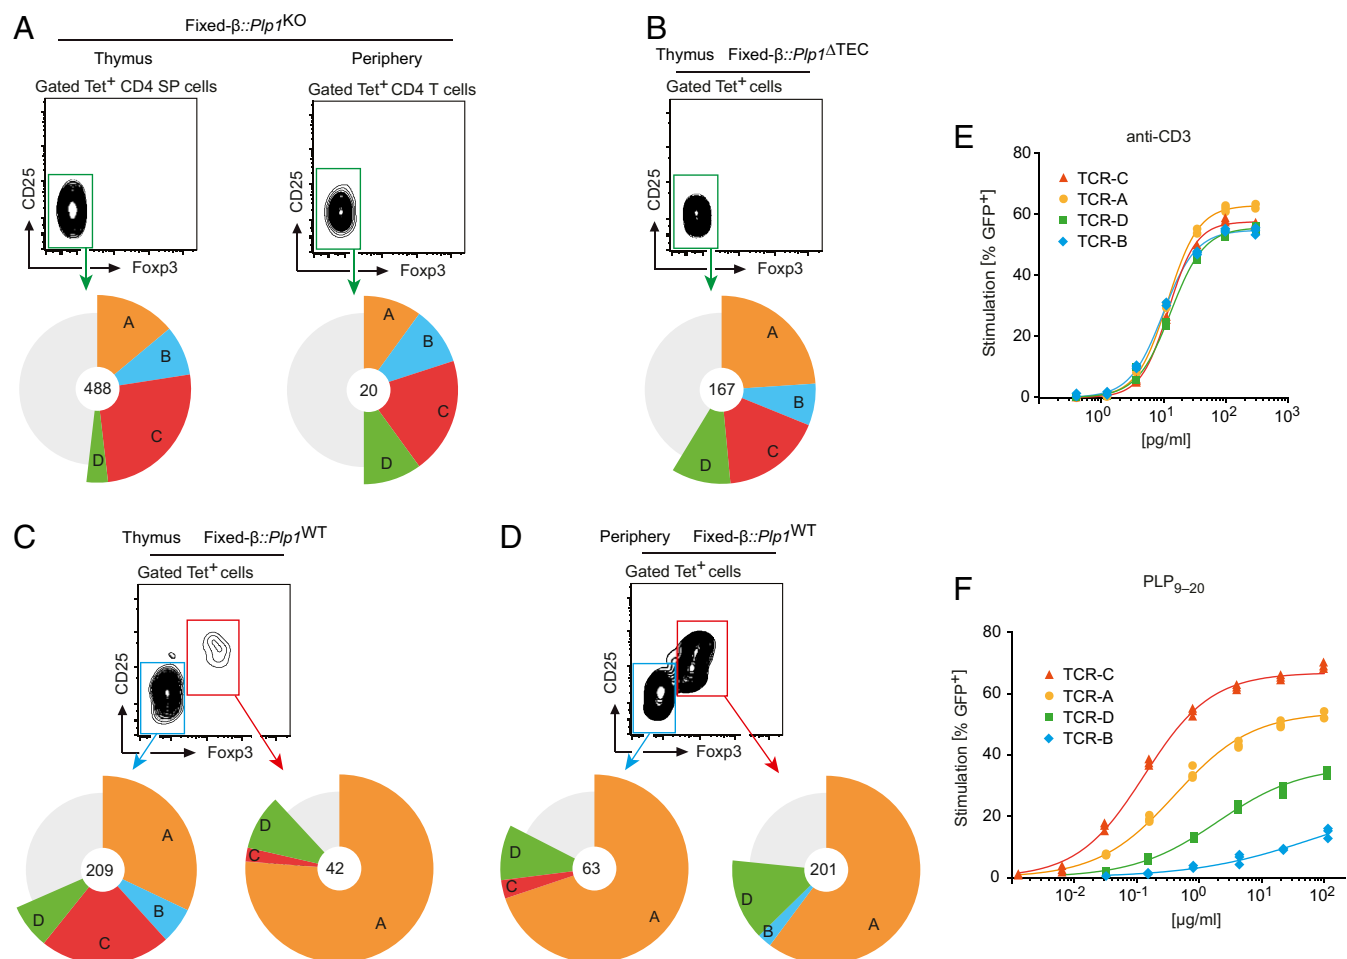 A
Fixed-β::Plp1KO
Thymus
Periphery
Gated Tet+ CD4 SP cells
Gated Tet+ CD4 T cells
CD25
Foxp3
CD25
Foxp3
A
B
C
D
488
A
B
C
D
20
B
Thymus Fixed-β::Plp1ΔTEC
Gated Tet+ cells
CD25
Foxp3
A
B
C
D
167
C
Thymus Fixed-β::Plp1WT
Gated Tet+ cells
CD25
Foxp3
A
B
C
D
209
A
C
D
42
D
Periphery Fixed-β::Plp1WT
Gated Tet+ cells
CD25
Foxp3
A
C
D
63
A
B
D
201
E
anti-CD3
TCR-C
TCR-A
TCR-D
TCR-B
Stimulation [% GFP+]
80
60
40
20
0
100 101 102 103
[pg/ml]
F
PLP9–20
TCR-C
TCR-A
TCR-D
TCR-B
Stimulation [% GFP+]
80
60
40
20
0
10-2 10-1 100 101 102
[µg/ml]